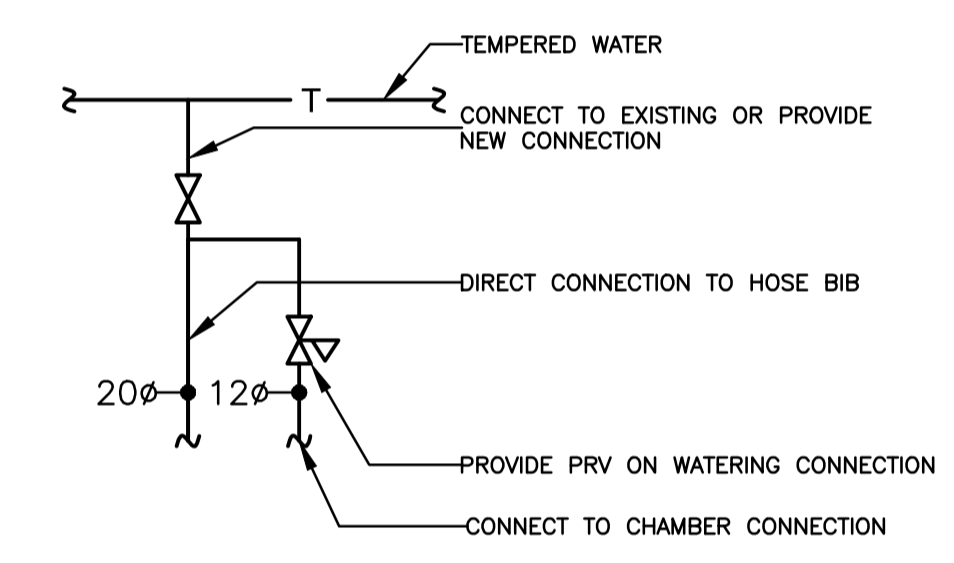 TEMPERED WATER
T
CONNECT TO EXISTING OR PROVIDE
NEW CONNECTION
DIRECT CONNECTION TO HOSE BIB
20ø 12ø
PROVIDE PRV ON WATERING CONNECTION
CONNECT TO CHAMBER CONNECTION